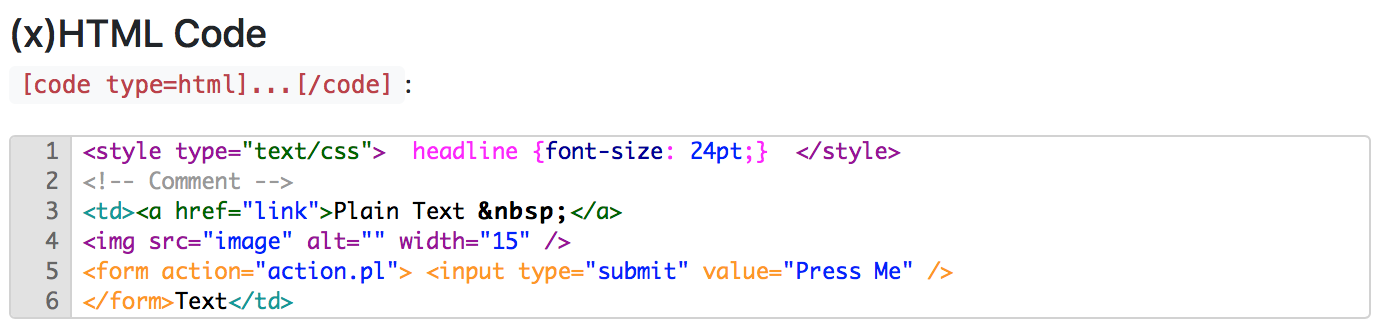 (x)HTML Code
[code type=html]...[/code] :
1 <style type="text/css">  headline {font-size: 24pt;}  </style>
2 <!-- Comment -->
3 <td><a href="link">Plain Text &nbsp;</a>
4 <img src="image" alt="" width="15" />
5 <form action="action.pl"> <input type="submit" value="Press Me" />
6 </form>Text</td>